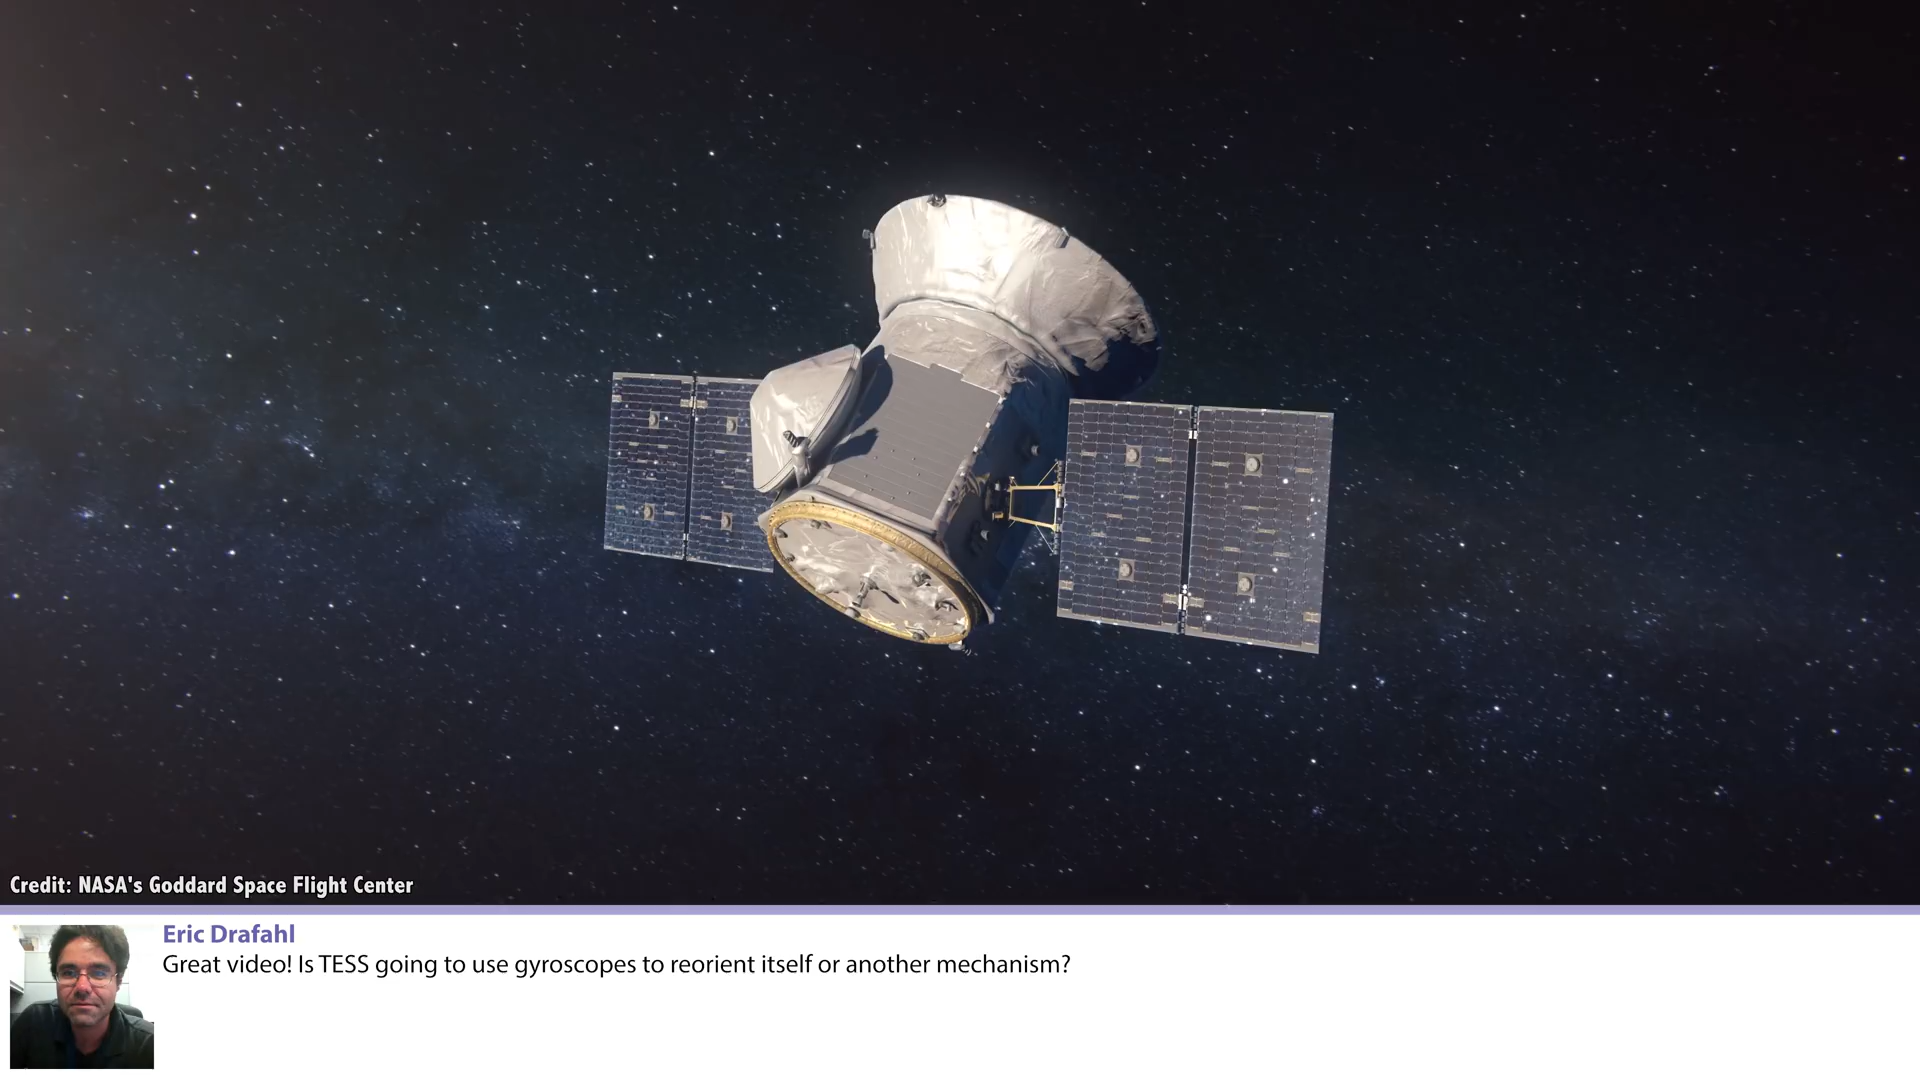 Credit: NASA's Goddard Space Flight Center
Eric Drafahl
Great video! Is TESS going to use gyroscopes to reorient itself or another mechanism?